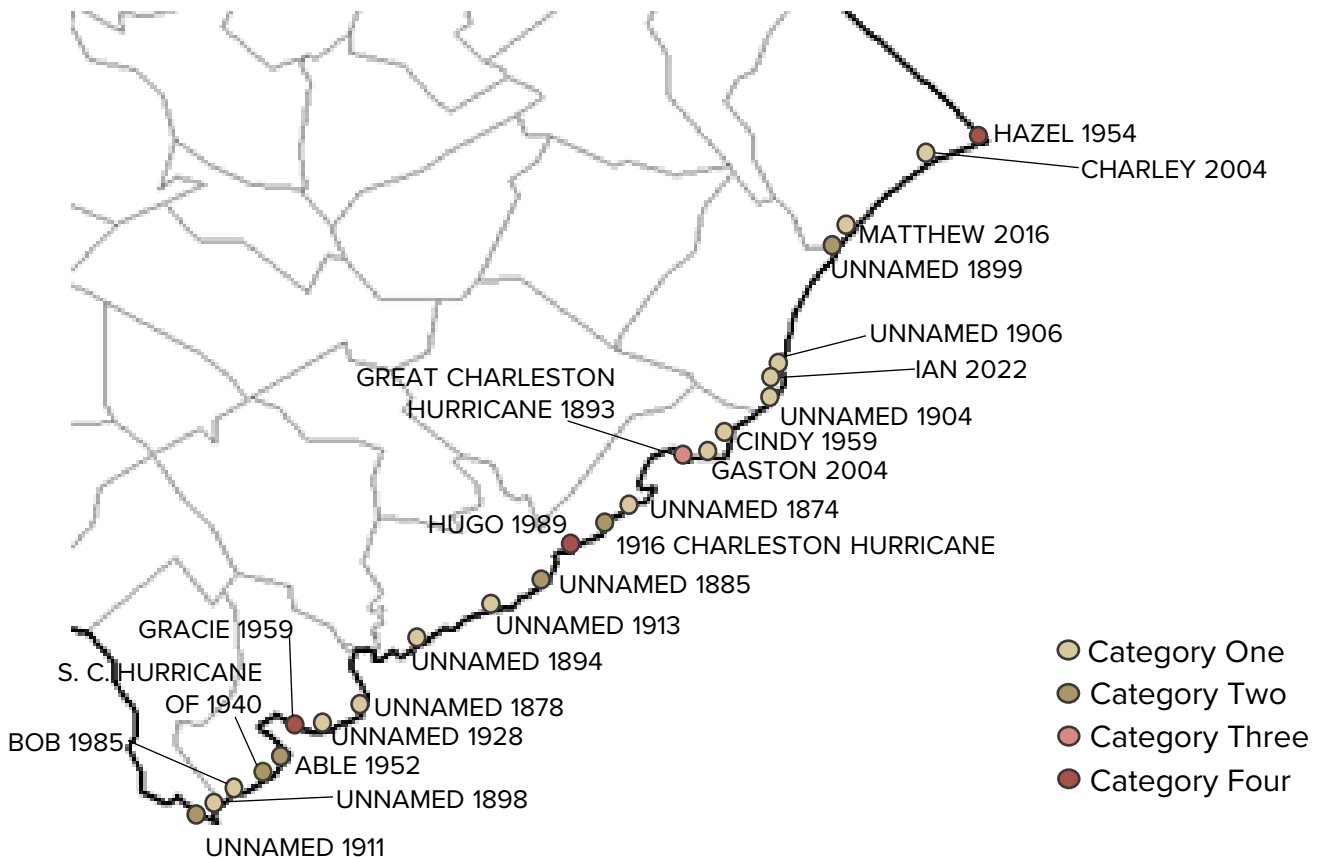 HAZEL 1954
CHARLEY 2004
MATTHEW 2016
UNNAMED 1899
UNNAMED 1906
IAN 2022
GREAT CHARLESTON
HURRICANE 1893
UNNAMED 1904
CINDY 1959
GASTON 2004
UNNAMED 1874
HUGO 1989
1916 CHARLESTON HURRICANE
UNNAMED 1885
UNNAMED 1913
GRACIE 1959
UNNAMED 1894
S. C. HURRICANE
OF 1940
UNNAMED 1878
UNNAMED 1928
BOB 1985
ABLE 1952
UNNAMED 1898
UNNAMED 1911
Category One
Category Two
Category Three
Category Four